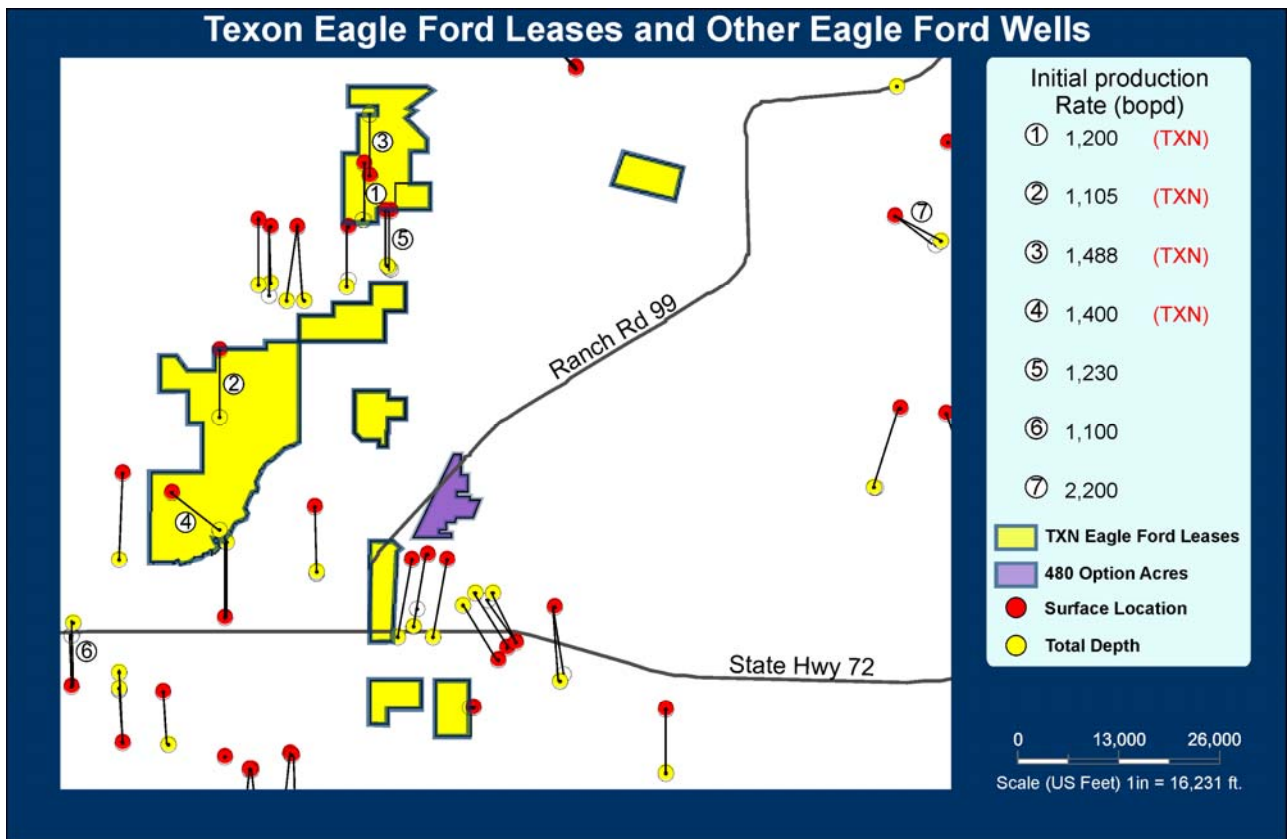 Texon Eagle Ford Leases and Other Eagle Ford Wells
Initial production
Rate (bopd)
① 1,200 (TXN)
② 1,105 (TXN)
③ 1,488 (TXN)
④ 1,400 (TXN)
⑤ 1,230
⑥ 1,100
⑦ 2,200
TXN Eagle Ford Leases
480 Option Acres
Surface Location
Total Depth
0 13,000 26,000
Scale (US Feet) 1in = 16,231 ft.
③
①
⑤
⑦
Ranch Rd 99
②
④
⑥
State Hwy 72